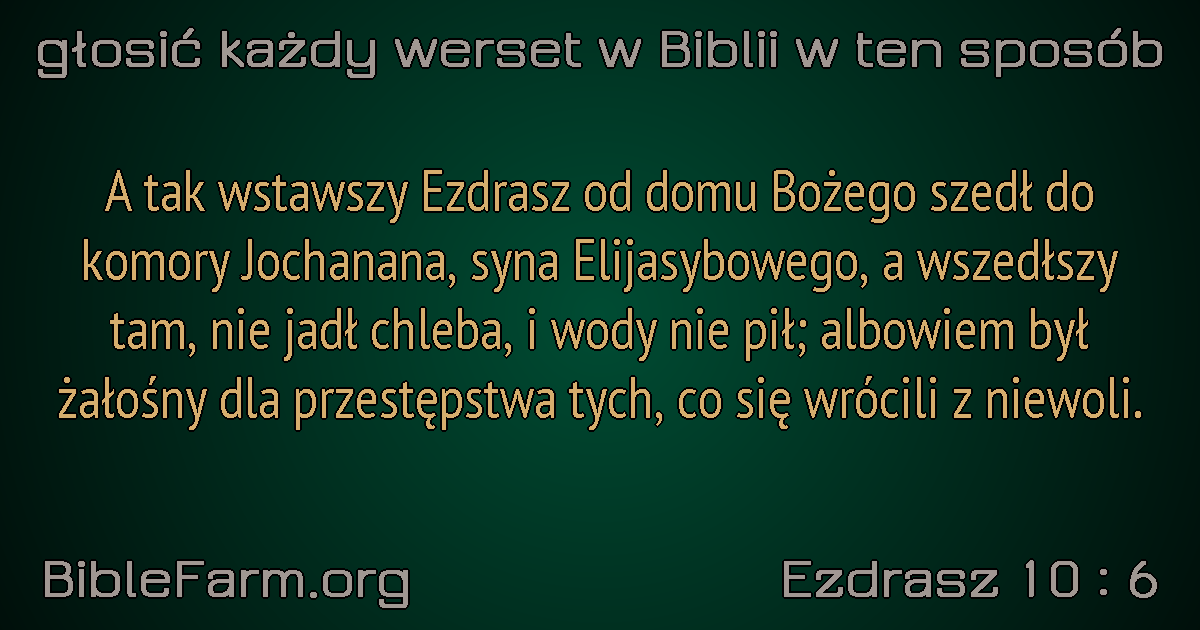 głosić każdy werset w Biblii w ten sposób
A tak wstawszy Ezdrasz od domu Bożego szedł do
komory Jochanana, syna Elijasybowego, a wszedłszy
tam, nie jadł chleba, i wody nie pił; albowiem był
żałośny dla przestępstwa tych, co się wrócili z niewoli.
BibleFarm.org
Ezdrasz 10 : 6